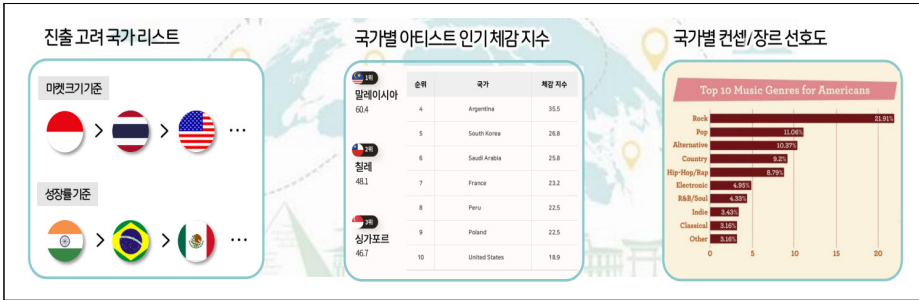 진출 고려 국가 리스트
마켓크기기준
> > ...
성장률기준
> > ...
국가별 아티스트 인기 체감 지수
1위
말레이시아
60.4
2위
칠레
48.1
3위
싱가포르
46.7
순위 국가 체감 지수
4 Argentina 35.5
5 South Korea 26.8
6 Saudi Arabia 25.8
7 France 23.2
8 Peru 22.5
9 Poland 22.5
10 United States 18.9
국가별 컨셉/장르 선호도
Top 10 Music Genres for Americans
Rock 21.91%
Pop 11.06%
Alternative 10.37%
Country 9.2%
Hip-Hop/Rap 8.79%
Electronic 4.95%
R&B/Soul 4.33%
Indie 3.43%
Classical 3.16%
Other 3.16%
0 5 10 15 20